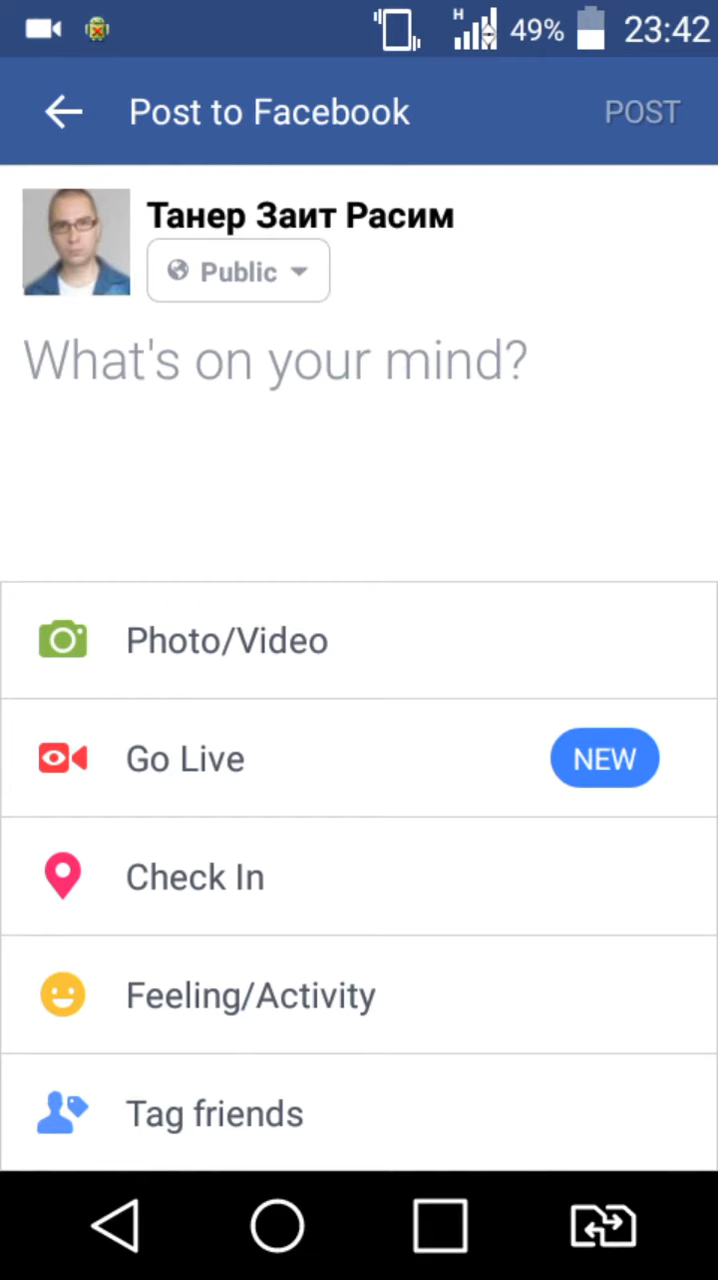 H 49% 23:42
Post to Facebook POST
Танер Заит Расим
Public
What's on your mind?
Photo/Video
Go Live NEW
Check In
Feeling/Activity
Tag friends